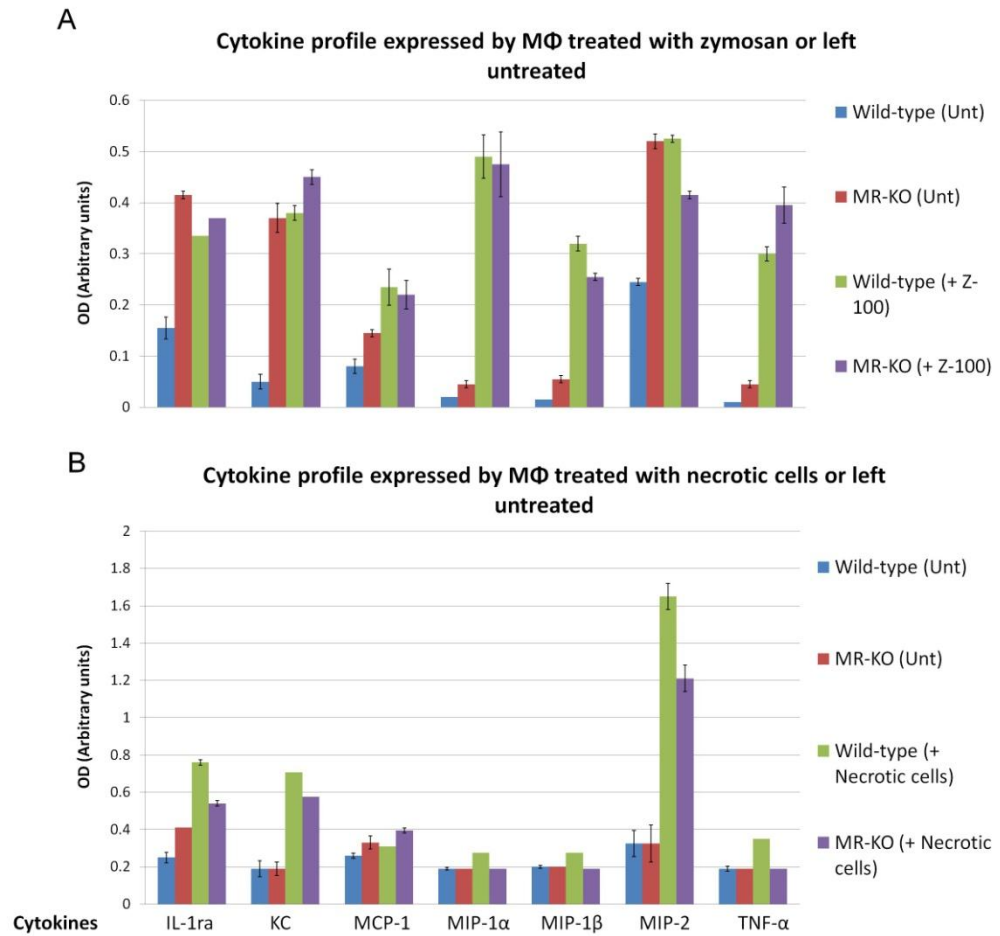 A
Cytokine profile expressed by MΦ treated with zymosan or left
untreated
0.6
0.5
0.4
0.3
0.2
0.1
0
OD (Arbitrary units)
Wild-type (Unt)
MR-KO (Unt)
Wild-type (+ Z-
100)
MR-KO (+ Z-100)
B
Cytokine profile expressed by MΦ treated with necrotic cells or left
untreated
2
1.8
1.6
1.4
1.2
1
0.8
0.6
0.4
0.2
0
OD (Arbitrary units)
Wild-type (Unt)
MR-KO (Unt)
Wild-type (+
Necrotic cells)
MR-KO (+ Necrotic
cells)
Cytokines IL-1ra KC MCP-1 MIP-1α MIP-1β MIP-2 TNF-α